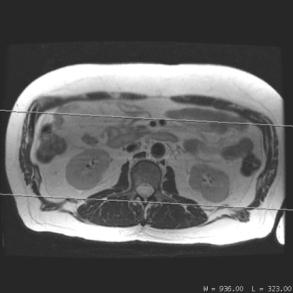 W = 936.00 L = 323.00